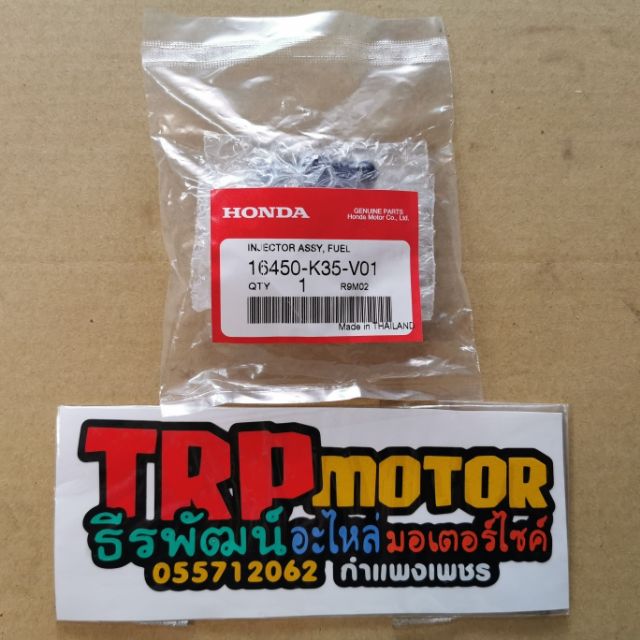 HONDA
GENUINE PARTS
Honda Motor Co., Ltd.
INJECTOR ASSY, FUEL
16450-K35-V01
QTY 1 R9M02
Made in THAILAND
TRP MOTOR
ธีรพัฒน์ อะไหล่ มอเตอร์ไซค์
055712062 กำแพงเพชร